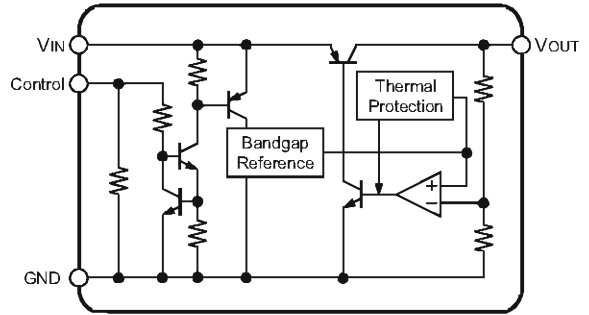 VIN
VOUT
Control
Thermal
Protection
Bandgap
Reference
+
−
GND